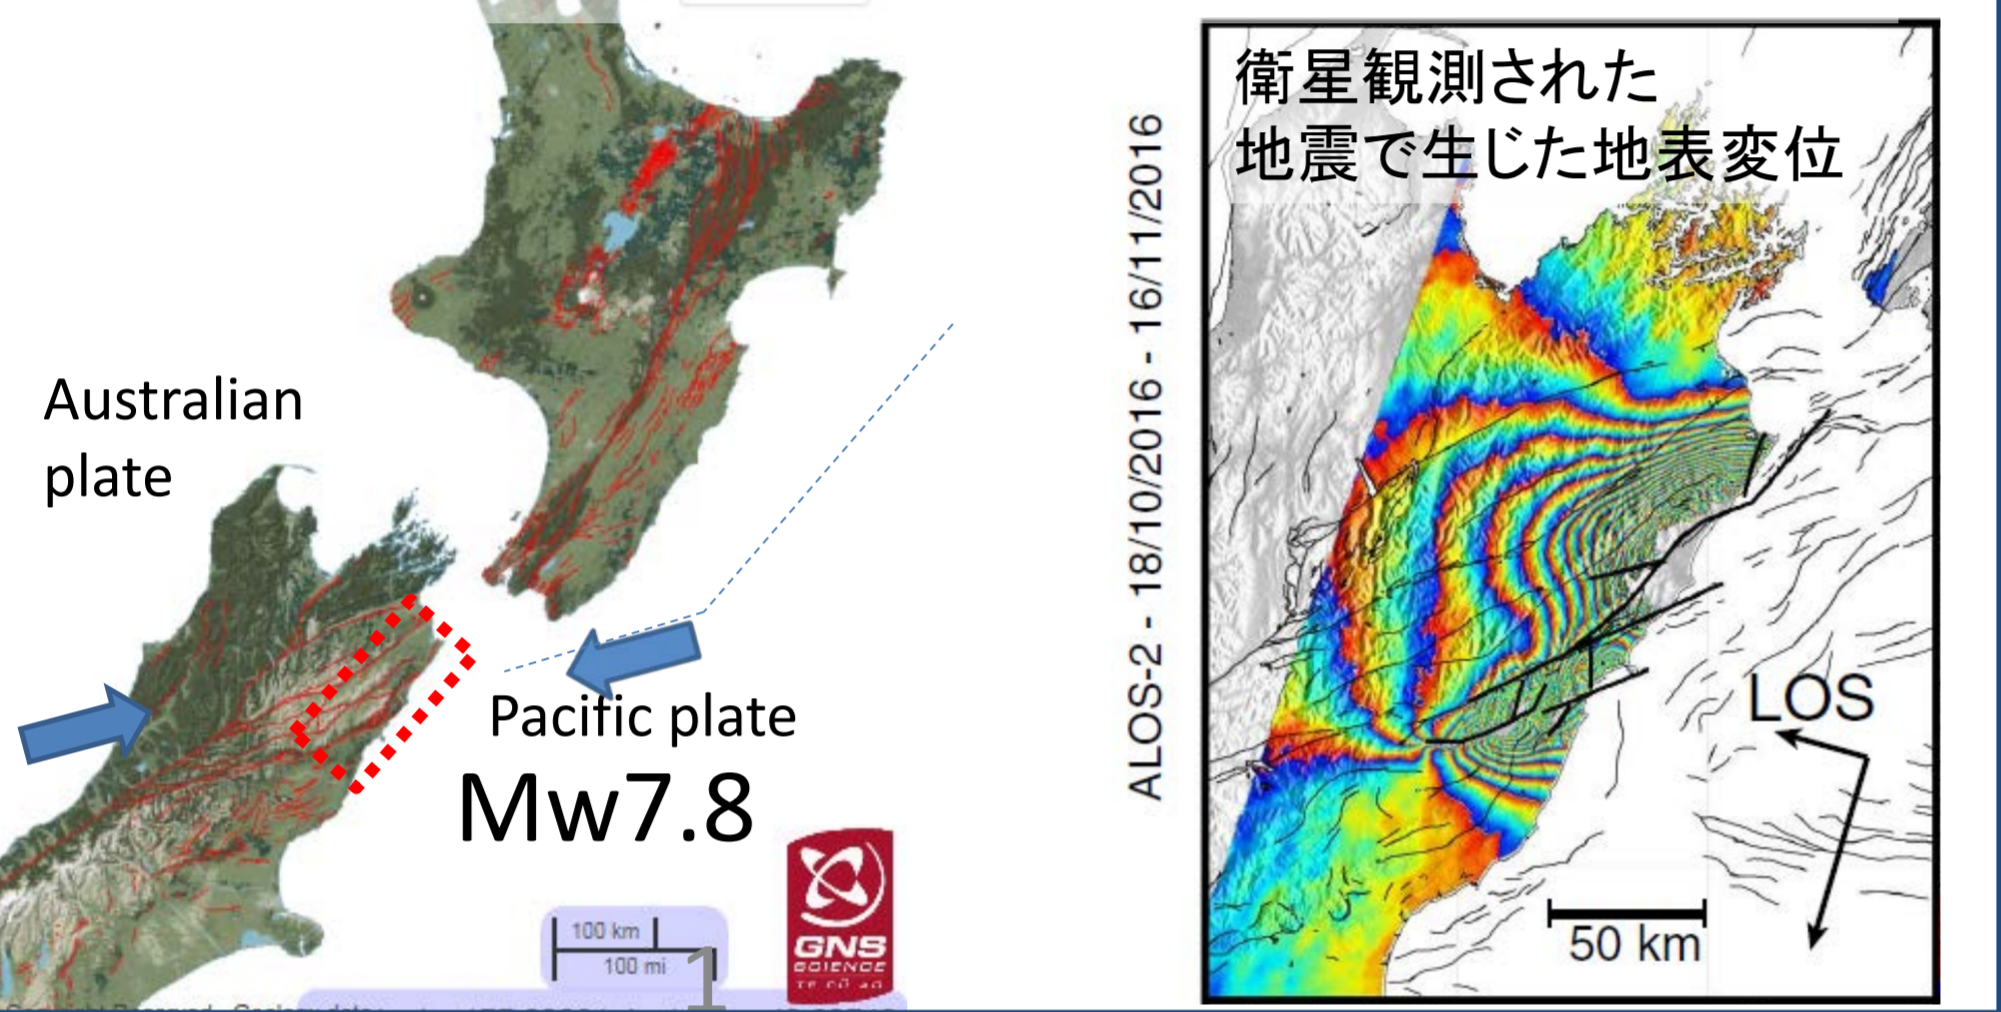 Australian
plate
Pacific plate
Mw7.8
100 km
100 mi
1
GNS
SCIENCE
ALOS-2 - 18/10/2016 - 16/11/2016
衛星観測された
地震で生じた地表変位
LOS
50 km